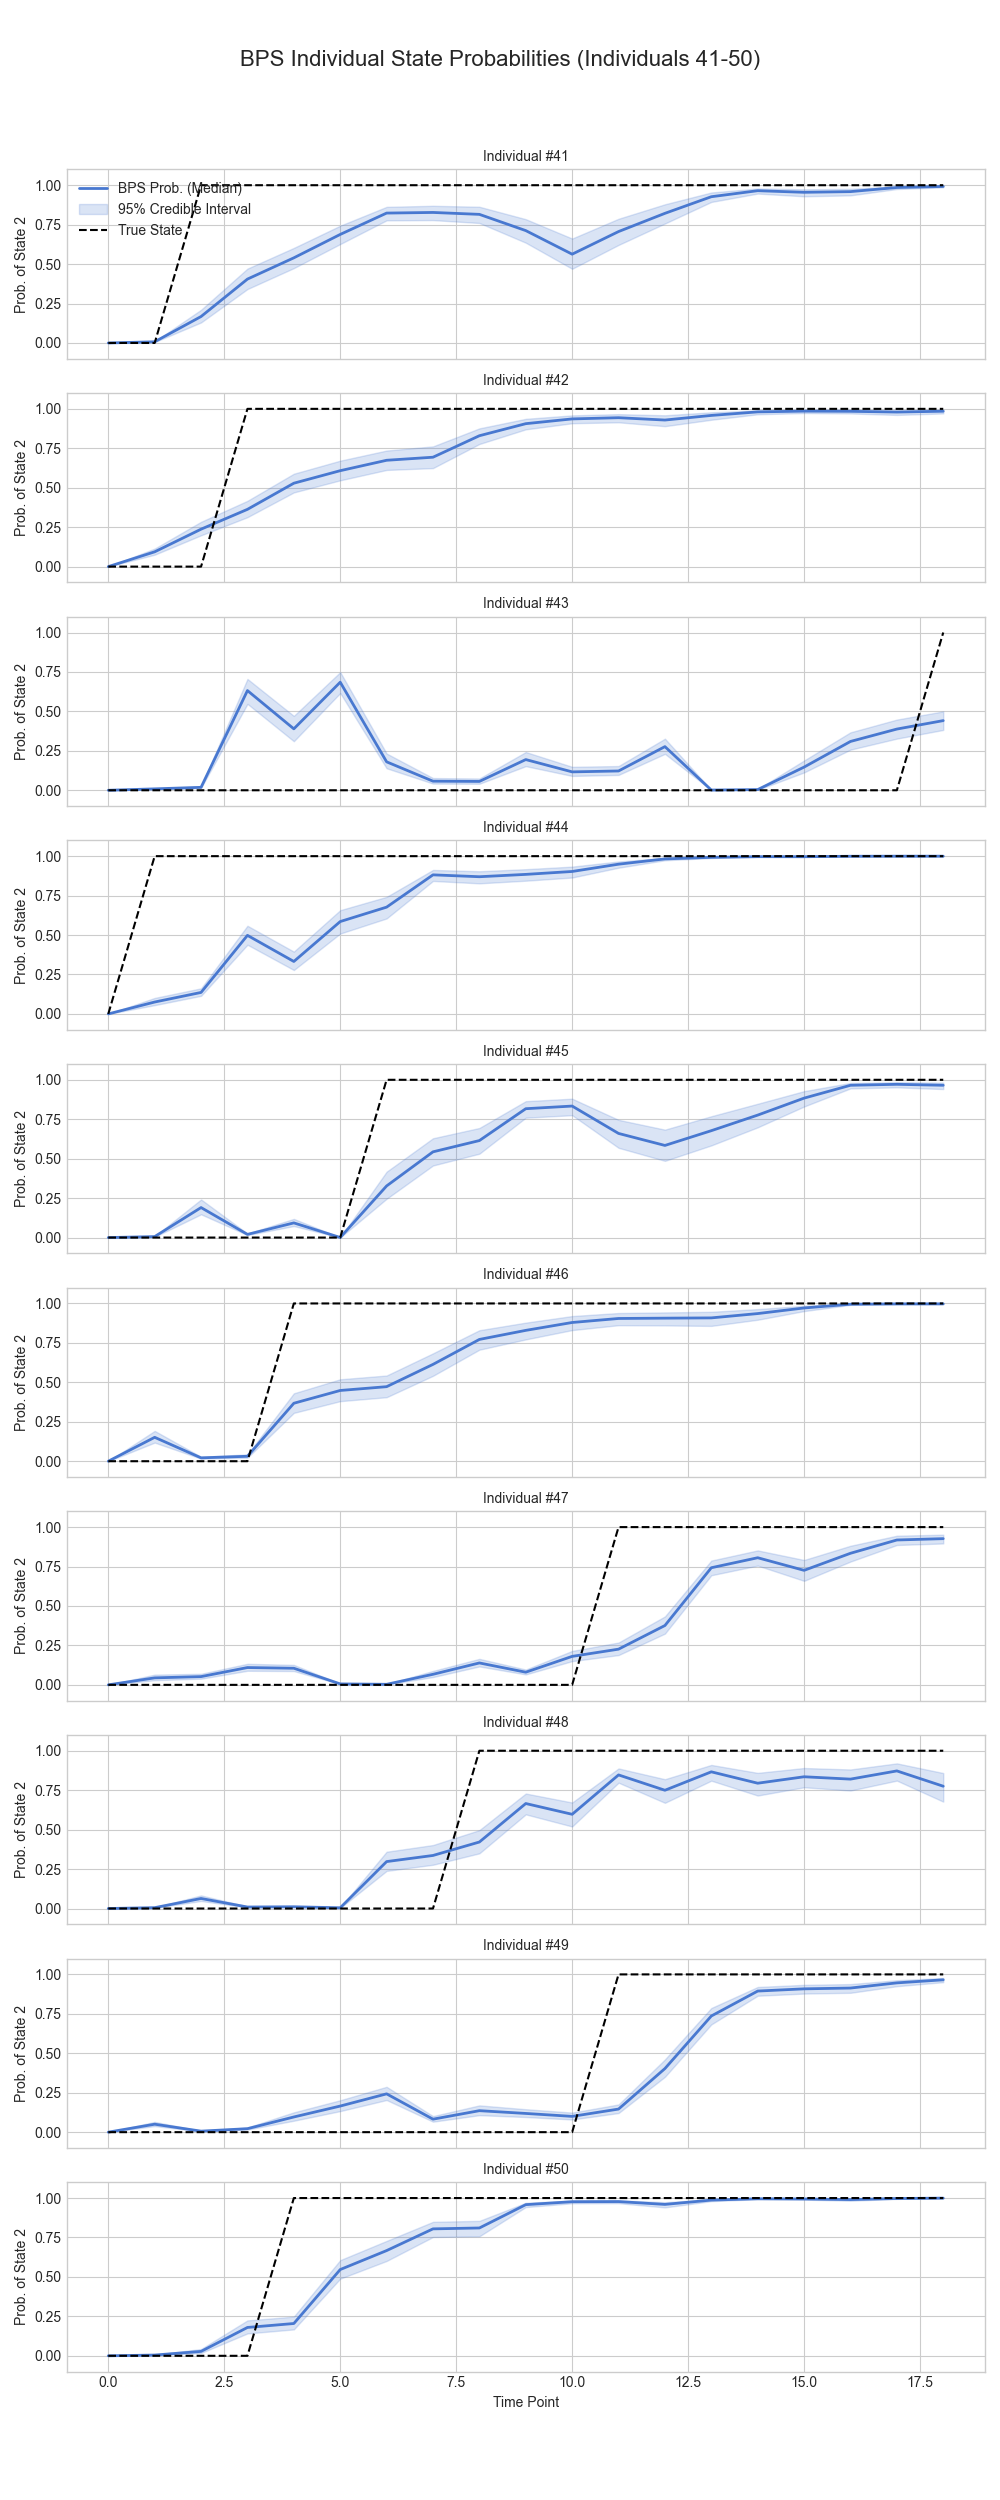 BPS Individual State Probabilities (Individuals 41-50)
Individual #41
BPS Prob. (Median)
95% Credible Interval
True State
Prob. of State 2
1.00
0.75
0.50
0.25
0.00
Individual #42
Prob. of State 2
1.00
0.75
0.50
0.25
0.00
Individual #43
Prob. of State 2
1.00
0.75
0.50
0.25
0.00
Individual #44
Prob. of State 2
1.00
0.75
0.50
0.25
0.00
Individual #45
Prob. of State 2
1.00
0.75
0.50
0.25
0.00
Individual #46
Prob. of State 2
1.00
0.75
0.50
0.25
0.00
Individual #47
Prob. of State 2
1.00
0.75
0.50
0.25
0.00
Individual #48
Prob. of State 2
1.00
0.75
0.50
0.25
0.00
Individual #49
Prob. of State 2
1.00
0.75
0.50
0.25
0.00
Individual #50
Prob. of State 2
1.00
0.75
0.50
0.25
0.00
0.0 2.5 5.0 7.5 10.0 12.5 15.0 17.5
Time Point